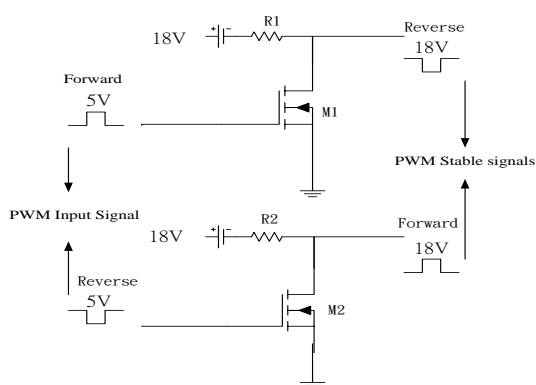 R1
Reverse
18V
18V
Forward
5V
M1
PWM Stable signals
PWM Input Signal
R2
Forward
18V
18V
Reverse
5V
M2